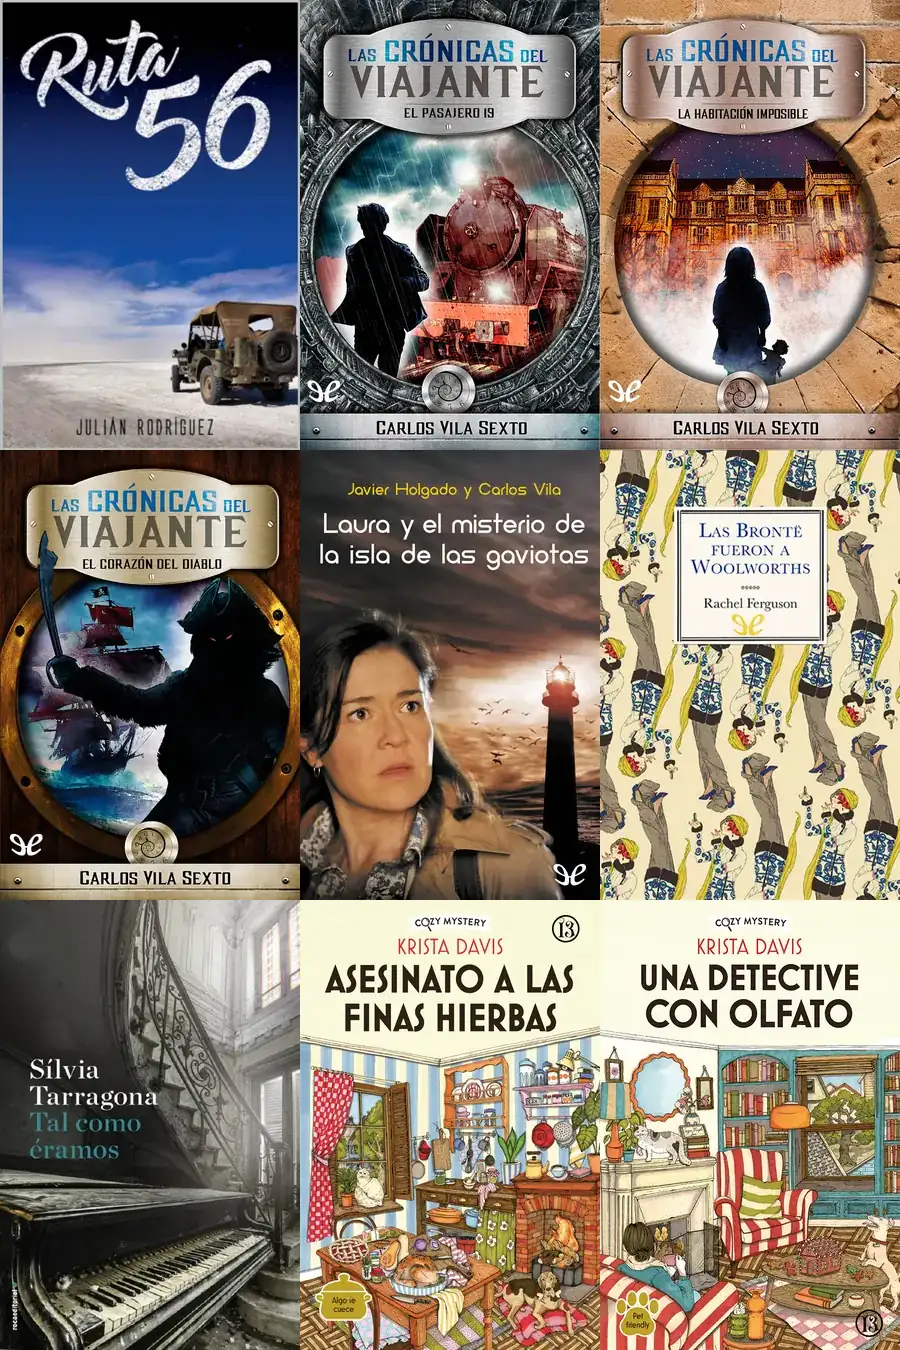 Ruta
56
JULIÁN RODRÍGUEZ
LAS CRÓNICAS DEL
VIAJANTE
EL PASAJERO 19
CARLOS VILA SEXTO
LAS CRÓNICAS DEL
VIAJANTE
LA HABITACIÓN IMPOSIBLE
CARLOS VILA SEXTO
LAS CRÓNICAS DEL
VIAJANTE
EL CORAZÓN DEL DIABLO
CARLOS VILA SEXTO
Javier Holgado y Carlos Vila
Laura y el misterio de
la isla de las gaviotas
LAS BRONTË
FUERON A
WOOLWORTHS
Rachel Ferguson
Sílvia
Tarragona
Tal como
éramos
rocaeditorial
COZY MYSTERY
13
KRISTA DAVIS
ASESINATO A LAS
FINAS HIERBAS
Algo se
cuece
COZY MYSTERY
KRISTA DAVIS
UNA DETECTIVE
CON OLFATO
Pet
friendly
13